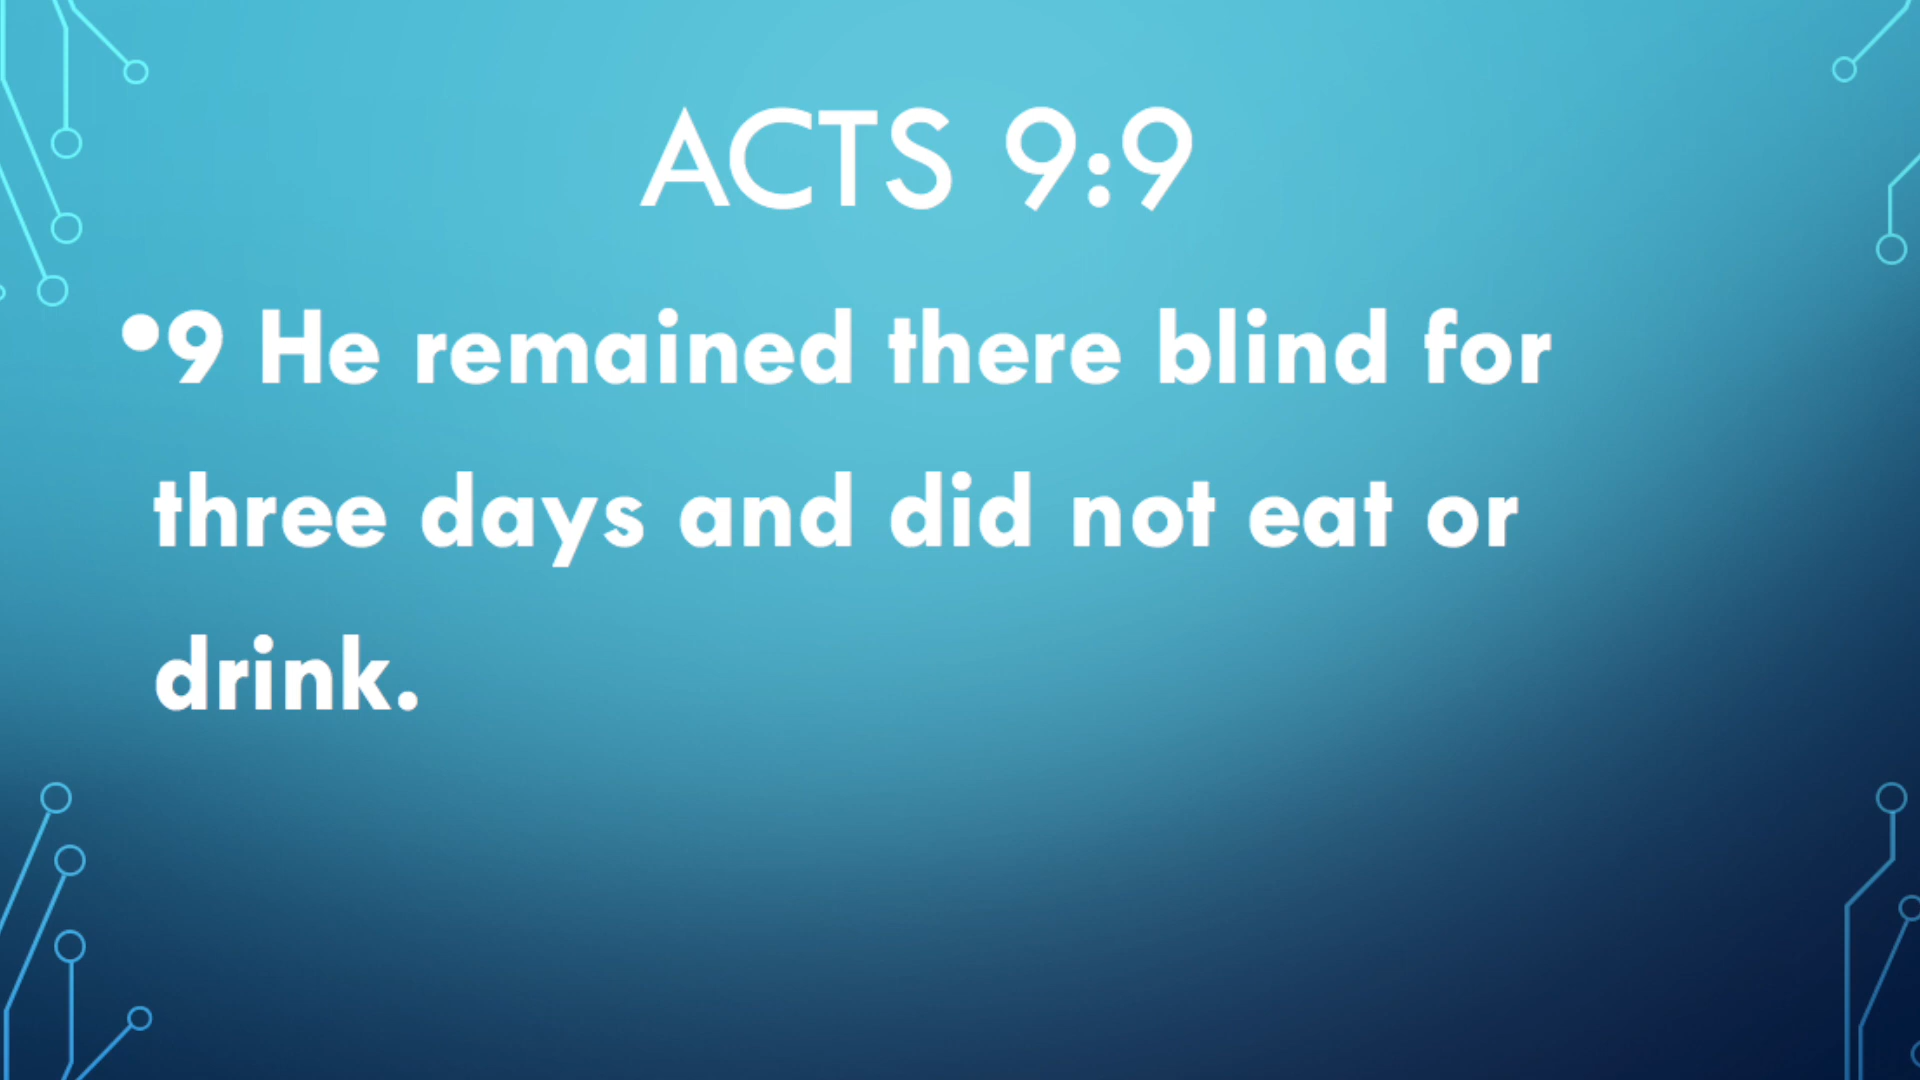 ACTS 9:9
•9 He remained there blind for
three days and did not eat or
drink.